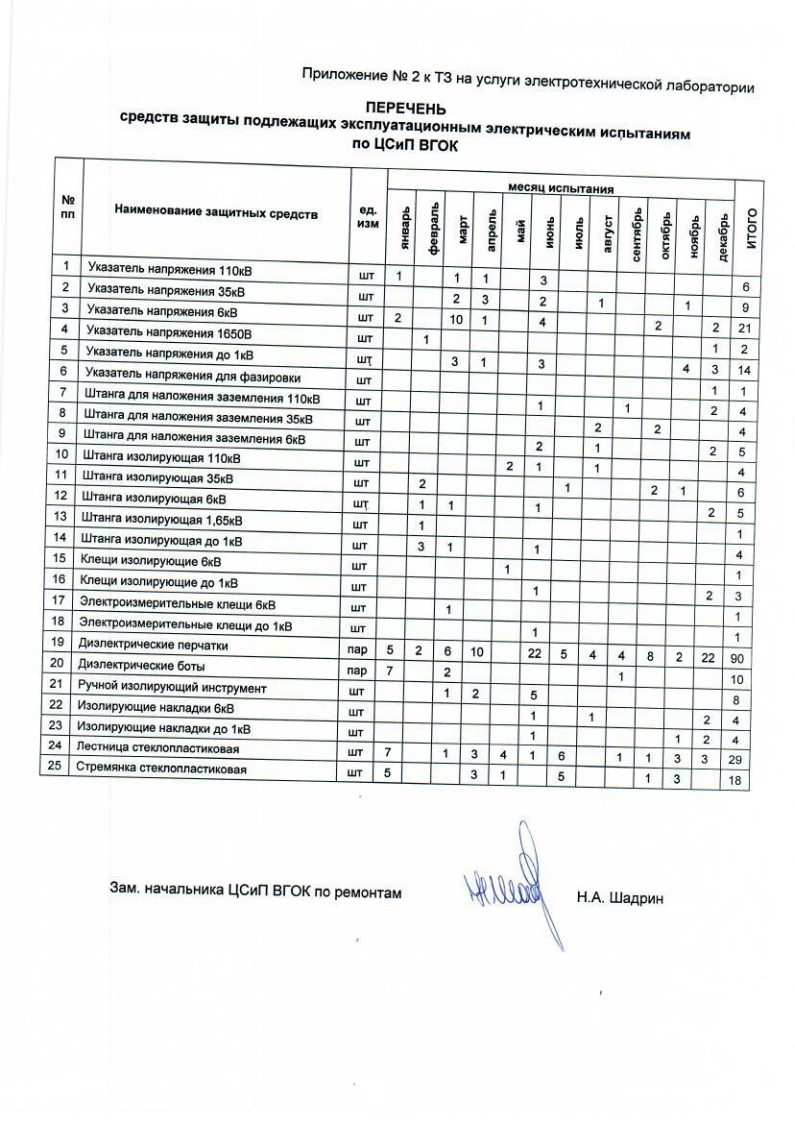 Приложение № 2 к ТЗ на услуги электротехнической лаборатории
ПЕРЕЧЕНЬ
средств защиты подлежащих эксплуатационным электрическим испытаниям
по ЦСиП ВГОК
№ пп Наименование защитных средств ед. изм месяц испытания ИТОГО
январь февраль март апрель май июнь июль август сентябрь октябрь ноябрь декабрь
1 Указатель напряжения 110кВ шт 1 1 1 3 6
2 Указатель напряжения 35кВ шт 2 3 2 1 1 9
3 Указатель напряжения 6кВ шт 2 10 1 4 2 2 21
4 Указатель напряжения 1650В шт 1 1 2
5 Указатель напряжения до 1кВ шт 3 1 3 4 3 14
6 Указатель напряжения для фазировки шт 1 1
7 Штанга для наложения заземления 110кВ шт 1 1 2 4
8 Штанга для наложения заземления 35кВ шт 2 2 4
9 Штанга для наложения заземления 6кВ шт 2 1 2 5
10 Штанга изолирующая 110кВ шт 2 1 1 4
11 Штанга изолирующая 35кВ шт 2 1 2 1 6
12 Штанга изолирующая 6кВ шт 1 1 1 2 5
13 Штанга изолирующая 1,65кВ шт 1 1
14 Штанга изолирующая до 1кВ шт 3 1 1 4
15 Клещи изолирующие 6кВ шт 1 1
16 Клещи изолирующие до 1кВ шт 1 2 3
17 Электроизмерительные клещи 6кВ шт 1 1
18 Электроизмерительные клещи до 1кВ шт 1 1
19 Диэлектрические перчатки пар 5 2 6 10 22 5 4 4 8 2 22 90
20 Диэлектрические боты пар 7 2 1 10
21 Ручной изолирующий инструмент шт 1 2 5 8
22 Изолирующие накладки 6кВ шт 1 1 2 4
23 Изолирующие накладки до 1кВ шт 1 1 2 4
24 Лестница стеклопластиковая шт 7 1 3 4 1 6 1 1 3 3 29
25 Стремянка стеклопластиковая шт 5 3 1 5 1 3 18
Зам. начальника ЦСиП ВГОК по ремонтам Н.А. Шадрин